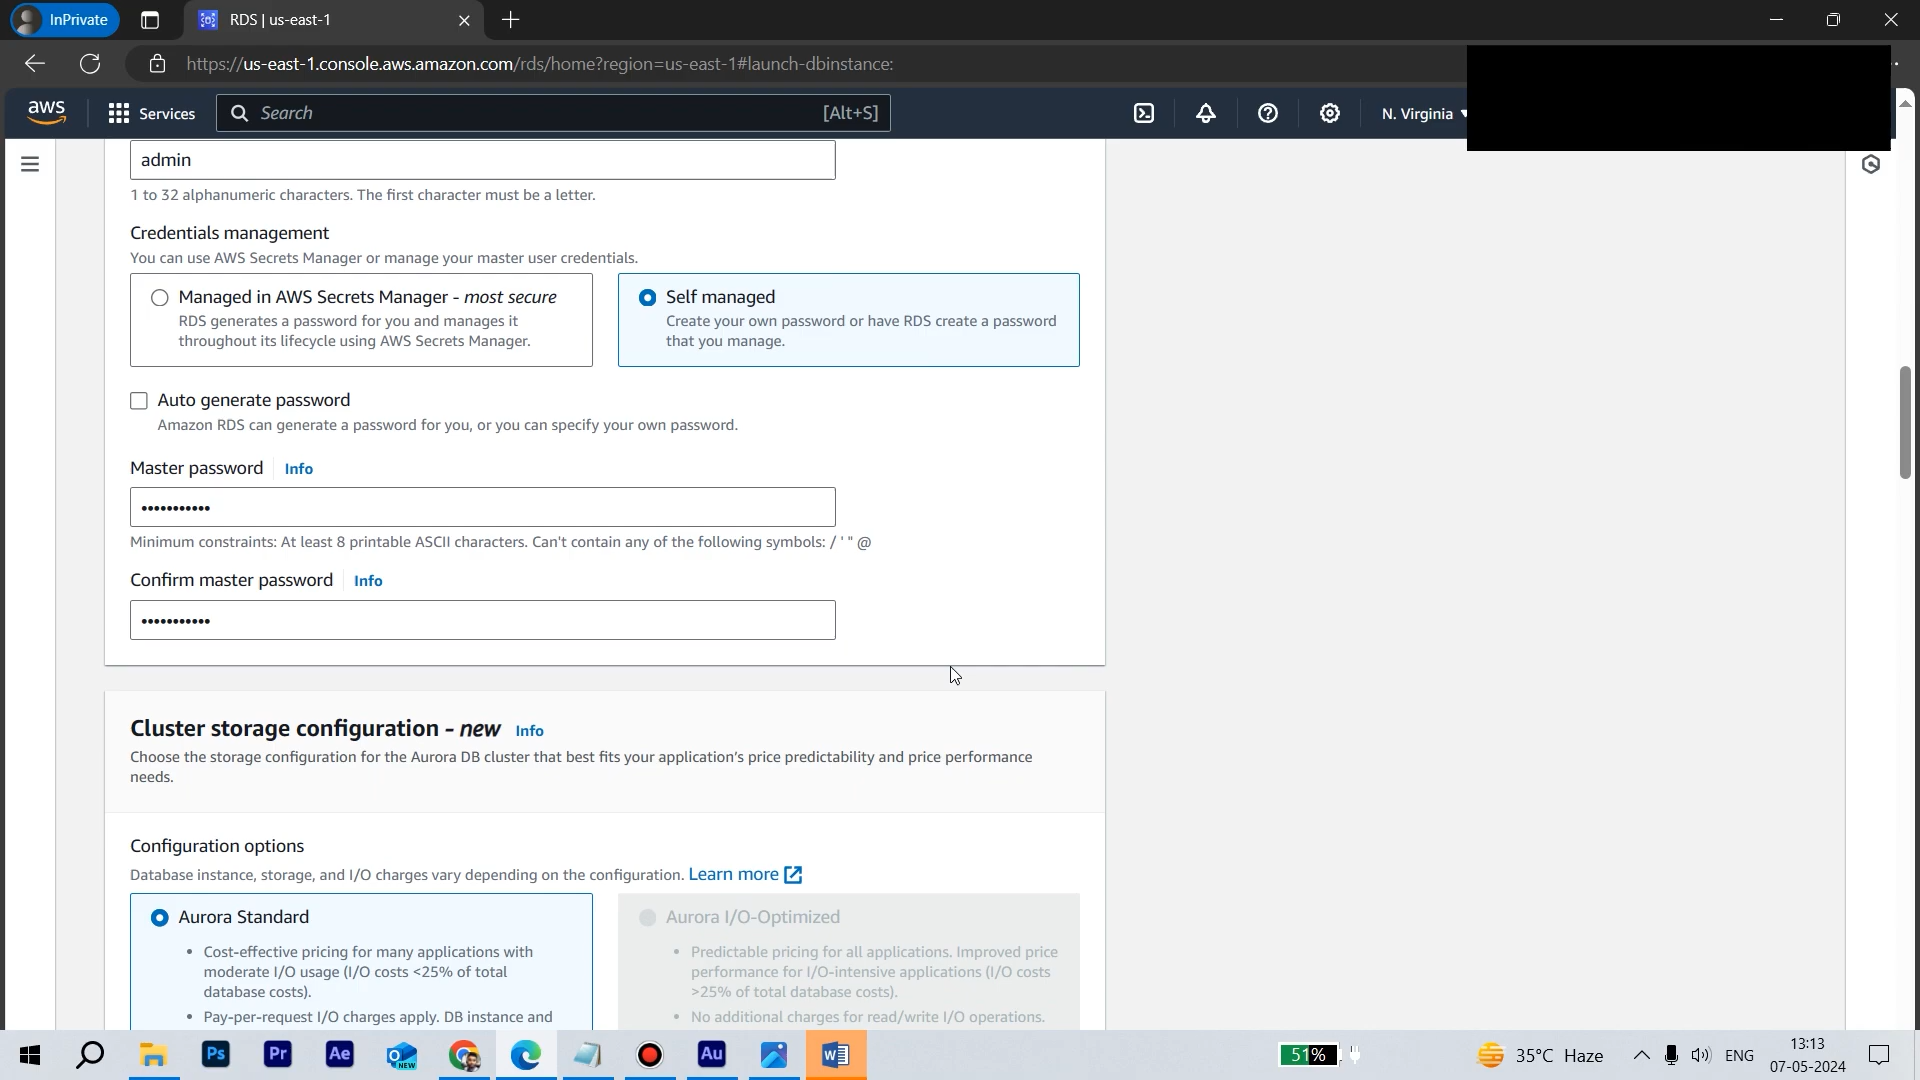 InPrivate
RDS | us-east-1
https://us-east-1.console.aws.amazon.com/rds/home?region=us-east-1#launch-dbinstance:
aws
Services
Search
[Alt+S]
N. Virginia
admin
1 to 32 alphanumeric characters. The first character must be a letter.
Credentials management
You can use AWS Secrets Manager or manage your master user credentials.
Managed in AWS Secrets Manager - most secure
RDS generates a password for you and manages it
throughout its lifecycle using AWS Secrets Manager.
Self managed
Create your own password or have RDS create a password
that you manage.
Auto generate password
Amazon RDS can generate a password for you, or you can specify your own password.
Master password Info
•••••••••••
Minimum constraints: At least 8 printable ASCII characters. Can't contain any of the following symbols: / ' " @
Confirm master password Info
•••••••••••
Cluster storage configuration - new Info
Choose the storage configuration for the Aurora DB cluster that best fits your application's price predictability and price performance
needs.
Configuration options
Database instance, storage, and I/O charges vary depending on the configuration. Learn more
Aurora Standard
• Cost-effective pricing for many applications with
moderate I/O usage (I/O costs <25% of total
database costs).
• Pay-per-request I/O charges apply. DB instance and
Aurora I/O-Optimized
• Predictable pricing for all applications. Improved price
performance for I/O-intensive applications (I/O costs
>25% of total database costs).
• No additional charges for read/write I/O operations.
Ps
Pr
Ae
NEW
Au
51%
35°C Haze
ENG
13:13
07-05-2024